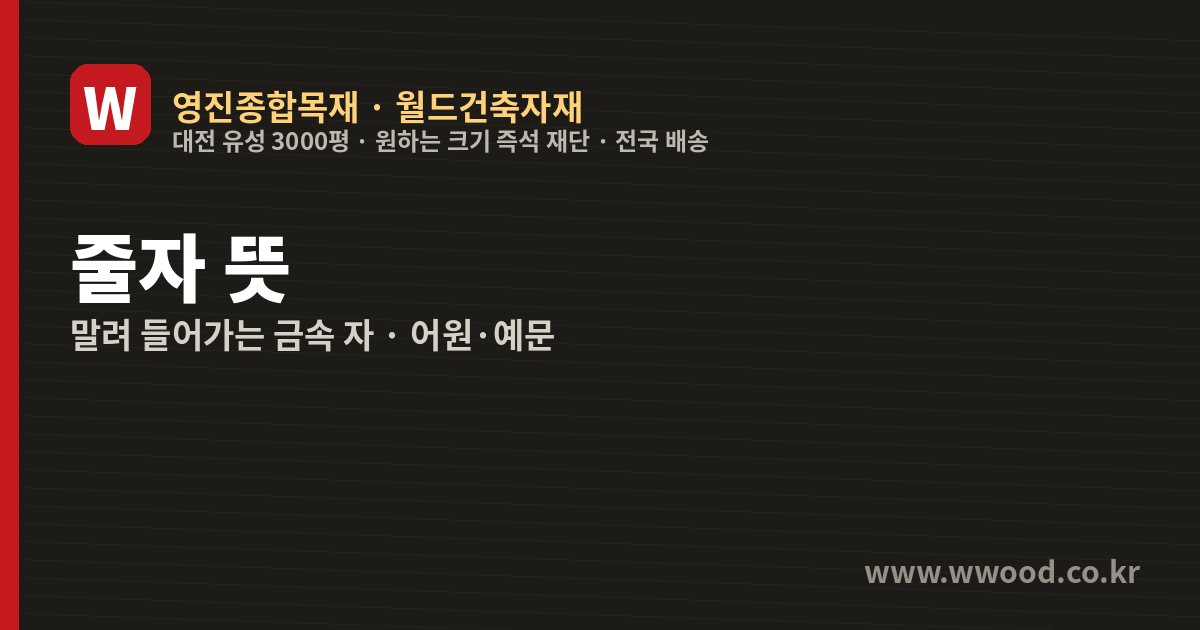 W
영진종합목재 · 월드건축자재
대전 유성 3000평 · 원하는 크기 즉석 재단 · 전국 배송
줄자 뜻
말려 들어가는 금속 자 · 어원·예문
www.wwood.co.kr